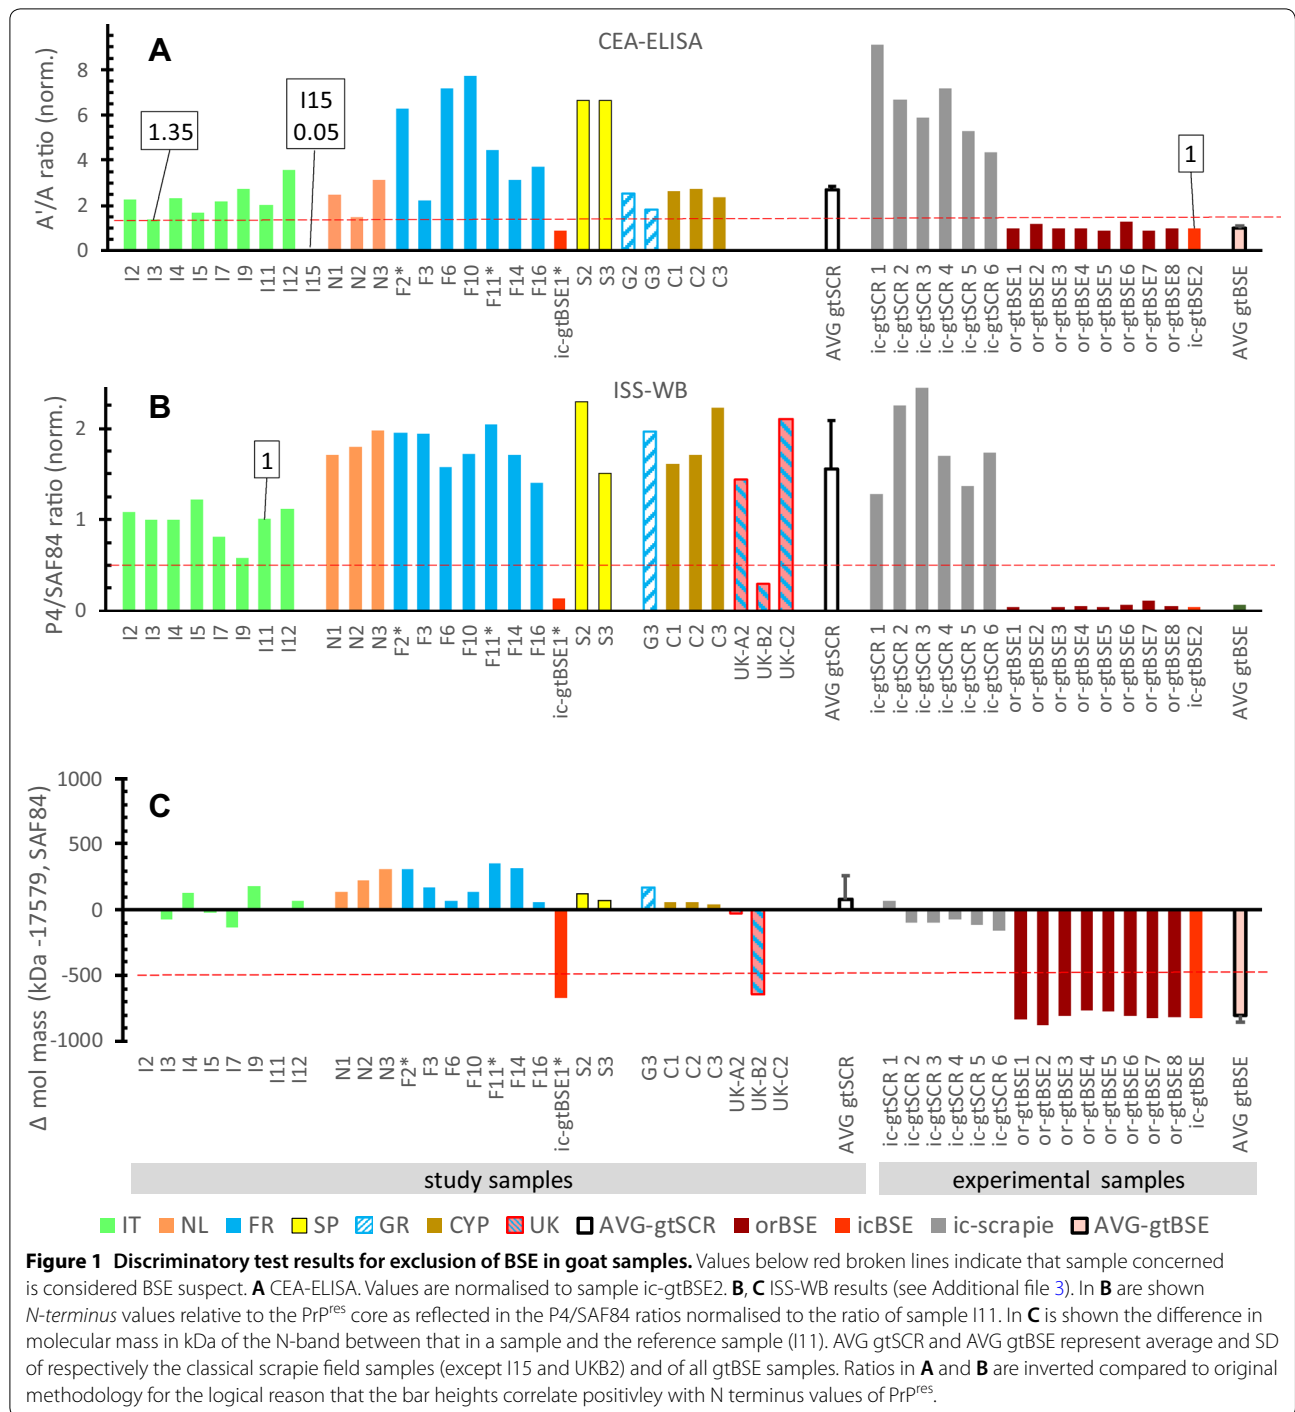 A
CEA-ELISA
A'/A ratio (norm.)
8
6
4
2
0
1.35
I15
0.05
1
I2 I3 I4 I5 I7 I9 I11 I12 I15 N1 N2 N3 F2* F3 F6 F10 F11* F14 F16 ic-gtBSE1* S2 S3 G2 G3 C1 C2 C3 AVG gtSCR ic-gtSCR 1 ic-gtSCR 2 ic-gtSCR 3 ic-gtSCR 4 ic-gtSCR 5 ic-gtSCR 6 or-gtBSE1 or-gtBSE2 or-gtBSE3 or-gtBSE4 or-gtBSE5 or-gtBSE6 or-gtBSE7 or-gtBSE8 ic-gtBSE2 AVG gtBSE
B
ISS-WB
P4/SAF84 ratio (norm.)
2
1
0
1
I2 I3 I4 I5 I7 I9 I11 I12 N1 N2 N3 F2* F3 F6 F10 F11* F14 F16 ic-gtBSE1* S2 S3 G3 C1 C2 C3 UK-A2 UK-B2 UK-C2 AVG gtSCR ic-gtSCR 1 ic-gtSCR 2 ic-gtSCR 3 ic-gtSCR 4 ic-gtSCR 5 ic-gtSCR 6 or-gtBSE1 or-gtBSE2 or-gtBSE3 or-gtBSE4 or-gtBSE5 or-gtBSE6 or-gtBSE7 or-gtBSE8 ic-gtBSE2 AVG gtBSE
C
Δ mol mass (kDa -17579, SAF84)
1000
500
0
-500
-1000
I2 I3 I4 I5 I7 I9 I11 I12 N1 N2 N3 F2* F3 F6 F10 F11* F14 F16 ic-gtBSE1* S2 S3 G3 C1 C2 C3 UK-A2 UK-B2 UK-C2 AVG gtSCR ic-gtSCR 1 ic-gtSCR 2 ic-gtSCR 3 ic-gtSCR 4 ic-gtSCR 5 ic-gtSCR 6 or-gtBSE1 or-gtBSE2 or-gtBSE3 or-gtBSE4 or-gtBSE5 or-gtBSE6 or-gtBSE7 or-gtBSE8 ic-gtBSE AVG gtBSE
study samples
experimental samples
IT NL FR SP GR CYP UK AVG-gtSCR orBSE icBSE ic-scrapie AVG-gtBSE
Figure 1 Discriminatory test results for exclusion of BSE in goat samples. Values below red broken lines indicate that sample concerned
is considered BSE suspect. A CEA-ELISA. Values are normalised to sample ic-gtBSE2. B, C ISS-WB results (see Additional file 3). In B are shown
N-terminus values relative to the PrPres core as reflected in the P4/SAF84 ratios normalised to the ratio of sample I11. In C is shown the difference in
molecular mass in kDa of the N-band between that in a sample and the reference sample (I11). AVG gtSCR and AVG gtBSE represent average and SD
of respectively the classical scrapie field samples (except I15 and UKB2) and of all gtBSE samples. Ratios in A and B are inverted compared to original
methodology for the logical reason that the bar heights correlate positivley with N terminus values of PrPres.